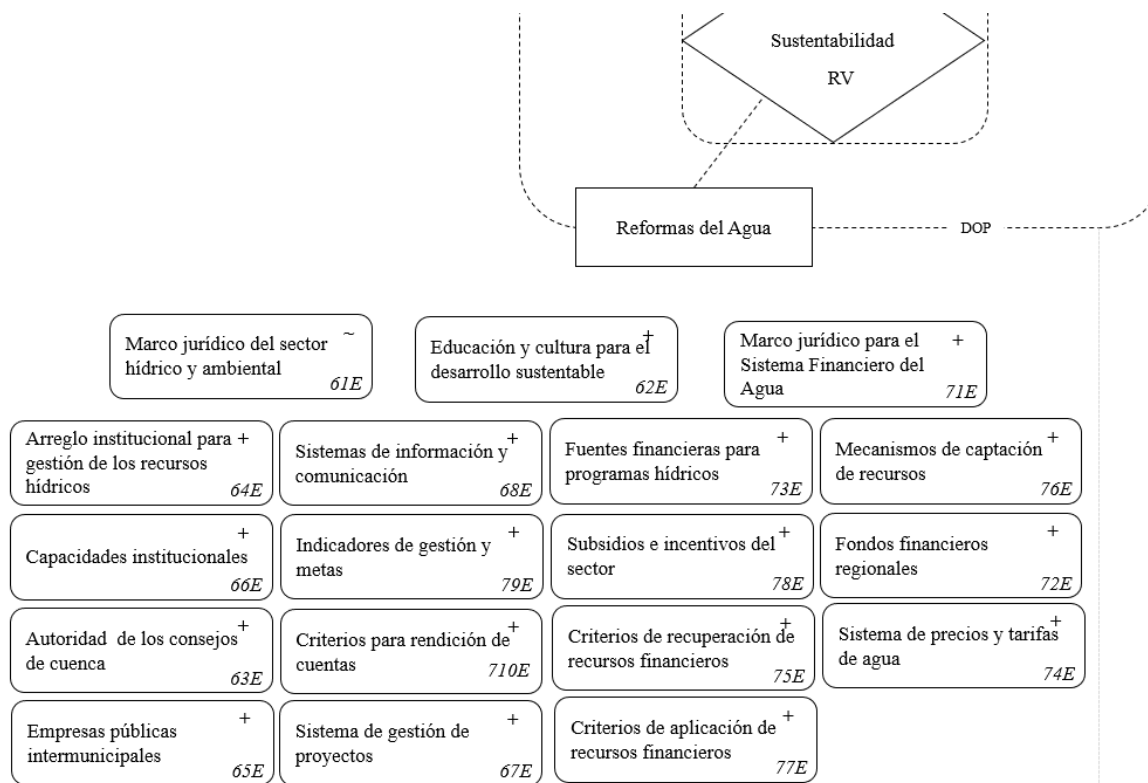 Sustentabilidad
RV
Reformas del Agua
DOP
Marco jurídico del sector ~
hídrico y ambiental
61E
Educación y cultura para el +
desarrollo sustentable
62E
Marco jurídico para el +
Sistema Financiero del
Agua
71E
Arreglo institucional para +
gestión de los recursos
hídricos
64E
Sistemas de información y +
comunicación
68E
Fuentes financieras para +
programas hídricos
73E
Mecanismos de captación +
de recursos
76E
+
Capacidades institucionales
66E
Indicadores de gestión y +
metas
79E
Subsidios e incentivos del +
sector
78E
Fondos financieros +
regionales
72E
Autoridad de los consejos +
de cuenca
63E
Criterios para rendición de +
cuentas
710E
Criterios de recuperación de +
recursos financieros
75E
Sistema de precios y tarifas +
de agua
74E
Empresas públicas +
intermunicipales
65E
Sistema de gestión de +
proyectos
67E
Criterios de aplicación de +
recursos financieros
77E